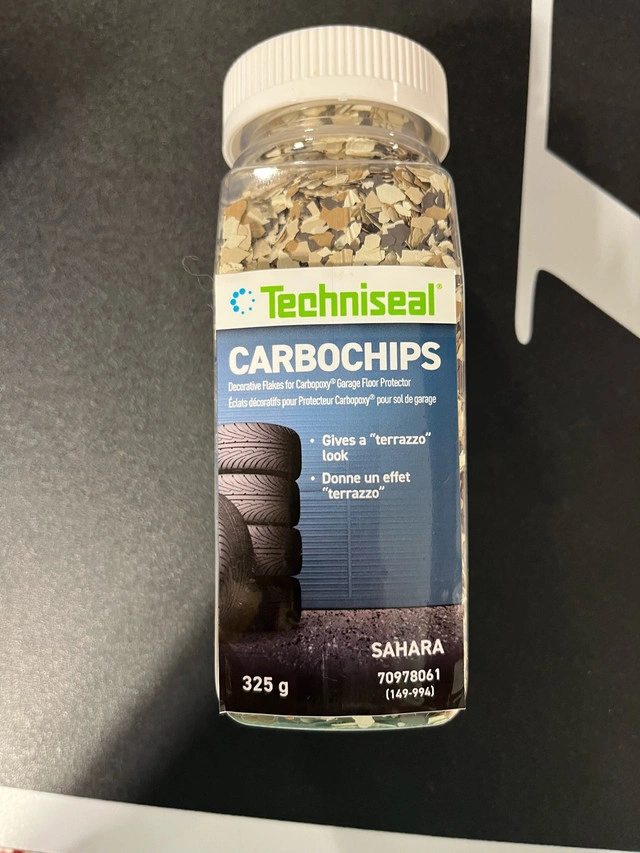 Techniseal®
CARBOCHIPS
Decorative Flakes for Carbopoxy® Garage Floor Protector
Éclats décoratifs pour Protecteur Carbopoxy® pour sol de garage
• Gives a "terrazzo"
look
• Donne un effet
"terrazzo"
SAHARA
325 g
70978061
(149-994)